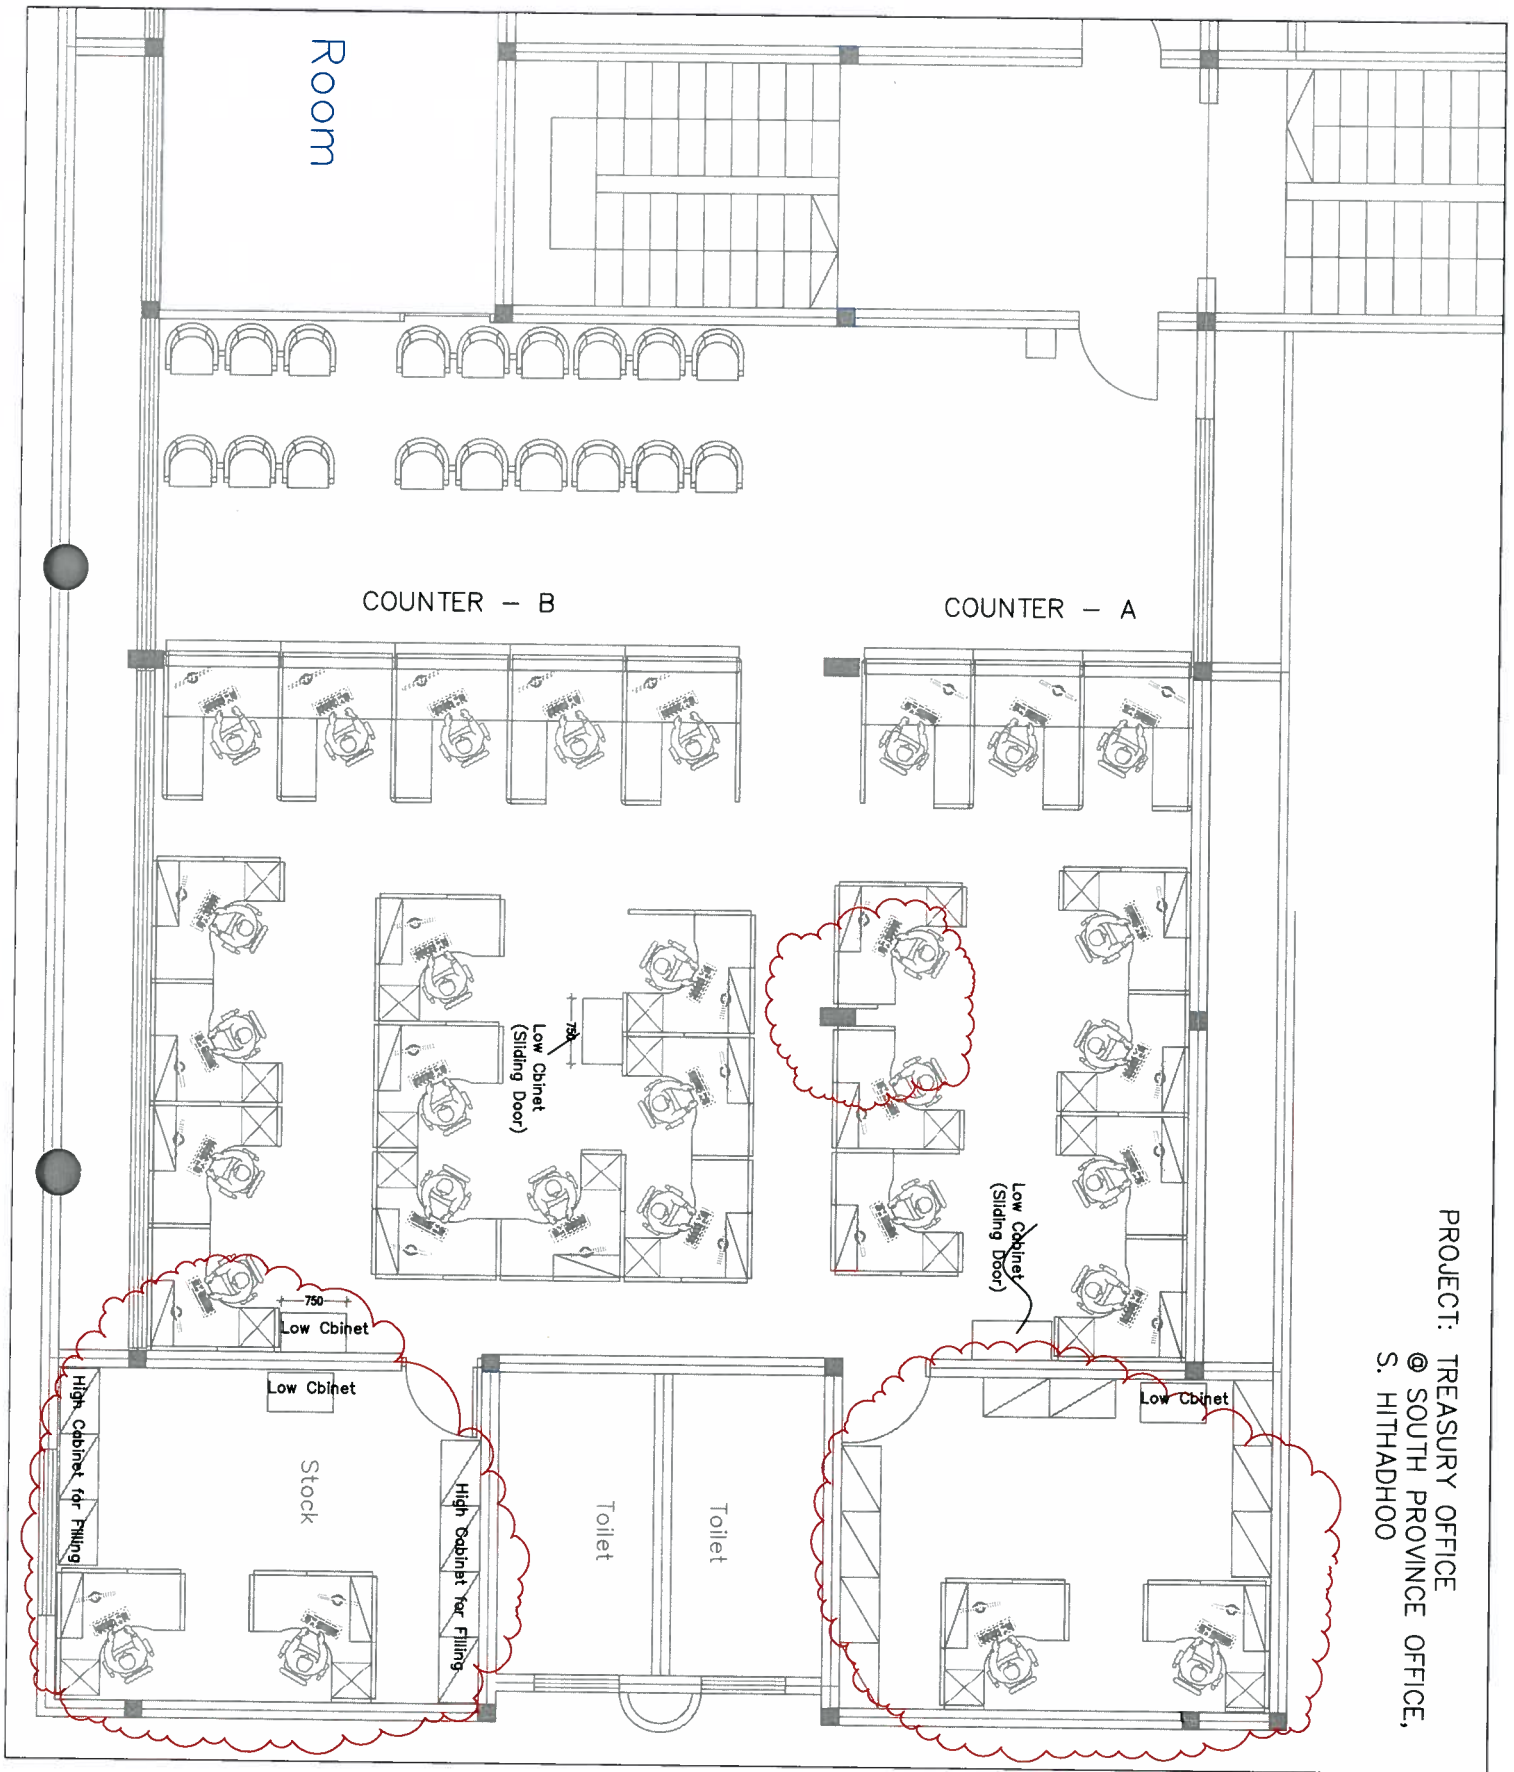 Room
COUNTER - B
COUNTER - A
Low Cbinet
(Sliding Door)
750
Low Cabinet
(Sliding Door)
750
Low Cbinet
Low Cbinet
Low Cbinet
High Cabinet for Filling
High Cabinet for Filling
Stock
Toilet
Toilet
PROJECT: TREASURY OFFICE
@ SOUTH PROVINCE OFFICE,
S. HITHADHOO